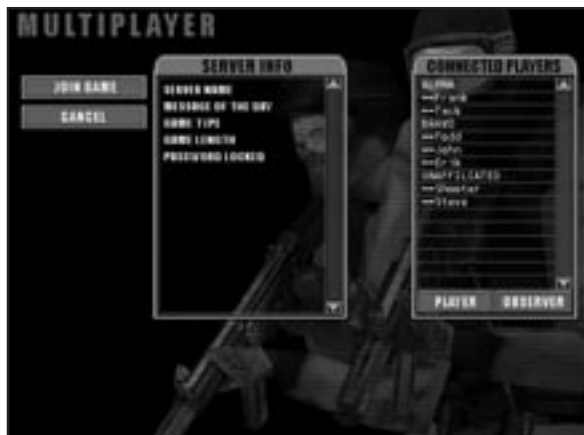 MULTIPLAYER
JOIN GAME
CANCEL
SERVER INFO
SERVER NAME
MESSAGE OF THE DAY
GAME TYPE
GAME LENGTH
PASSWORD LOCKED
CONNECTED PLAYERS
ALPHA
--Frank
BRAVO
--Todd
--John
--Erik
UNAFFILIATED
--Shooter
--Steve
PLAYER
OBSERVER